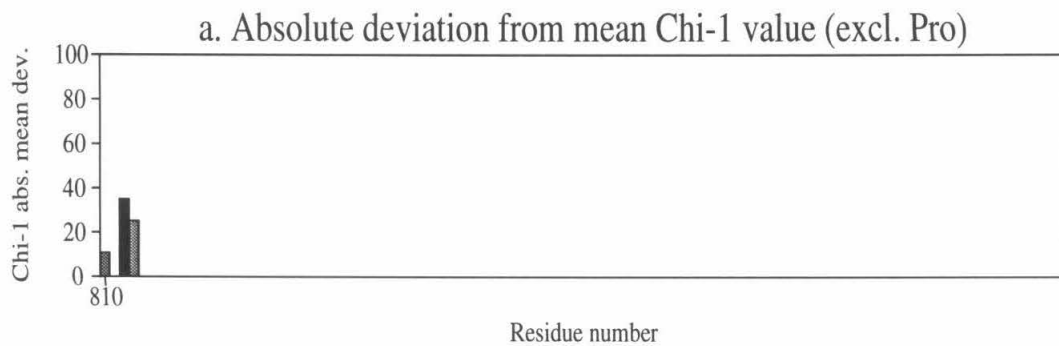 a. Absolute deviation from mean Chi-1 value (excl. Pro)
Chi-1 abs. mean dev.
100
80
60
40
20
0
810
Residue number